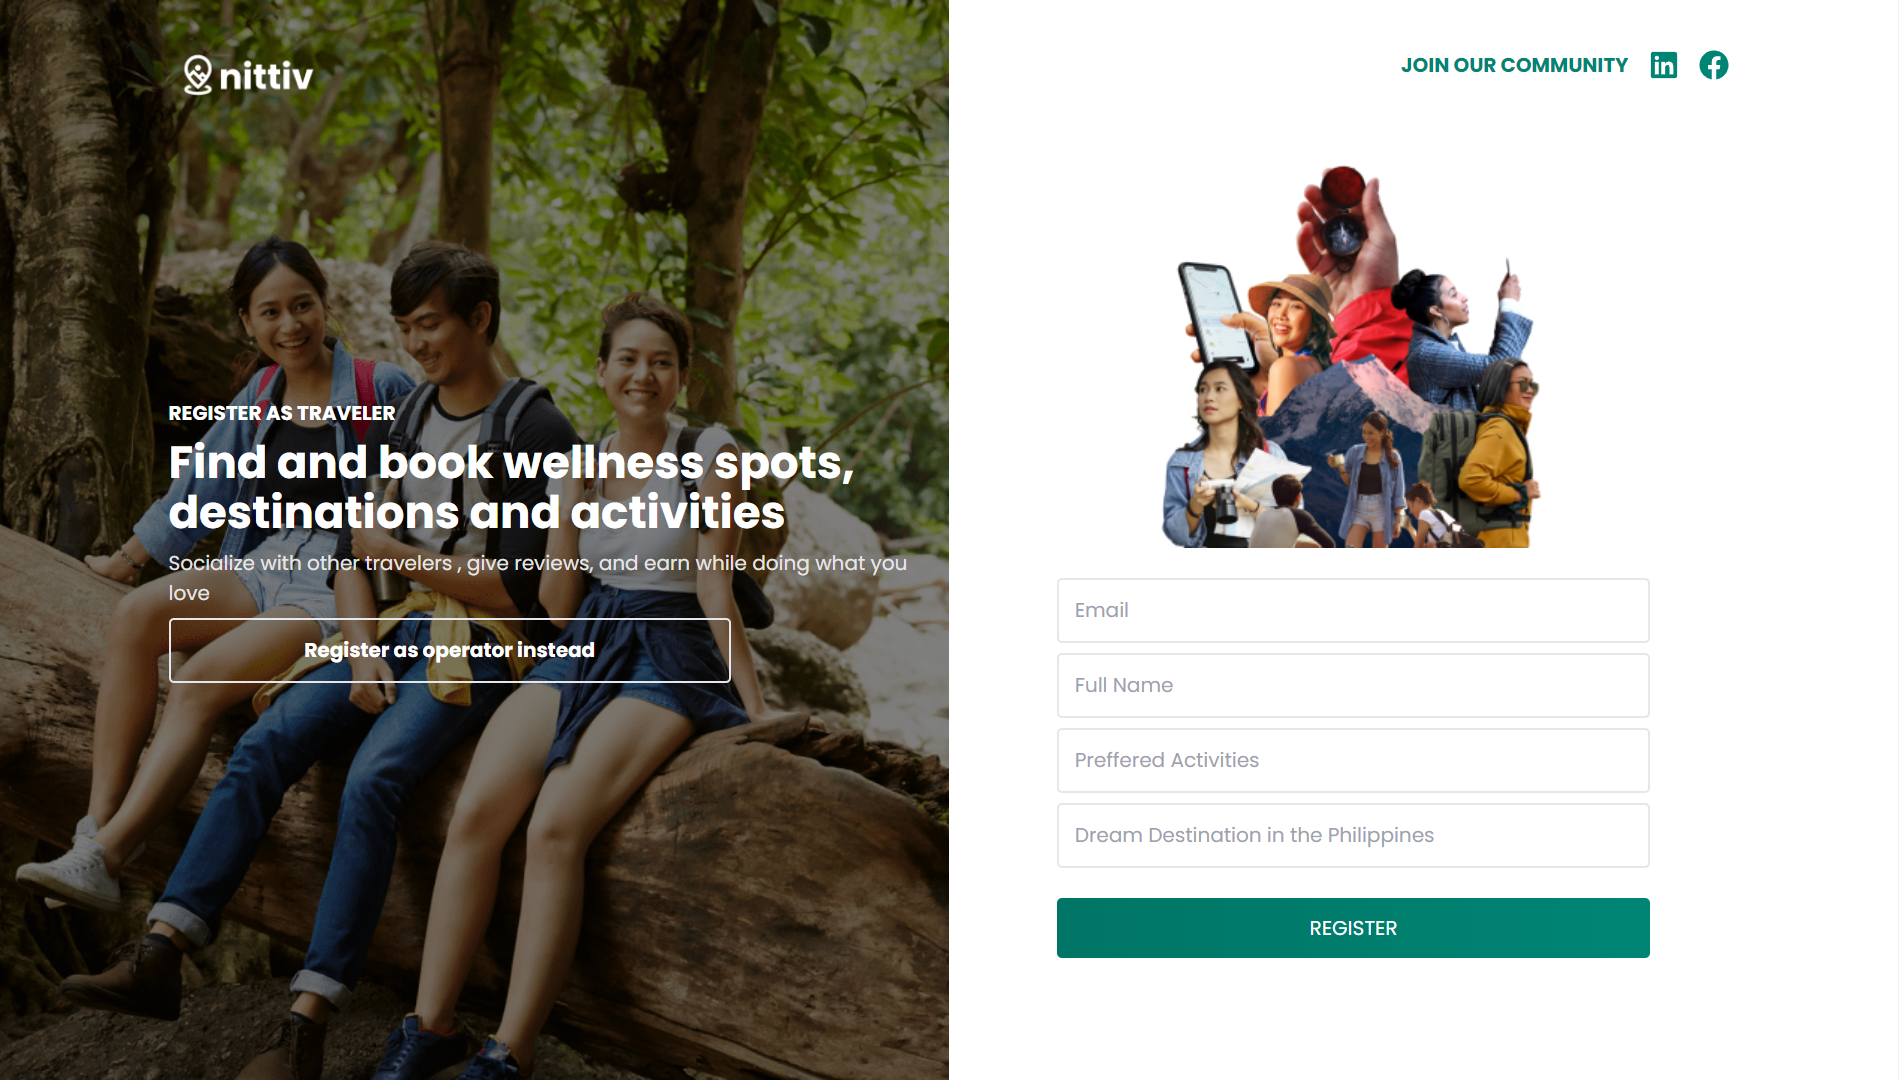 nittiv
REGISTER AS TRAVELER
Find and book wellness spots,
destinations and activities
Socialize with other travelers , give reviews, and earn while doing what you
love
Register as operator instead
JOIN OUR COMMUNITY
Email
Full Name
Preffered Activities
Dream Destination in the Philippines
REGISTER